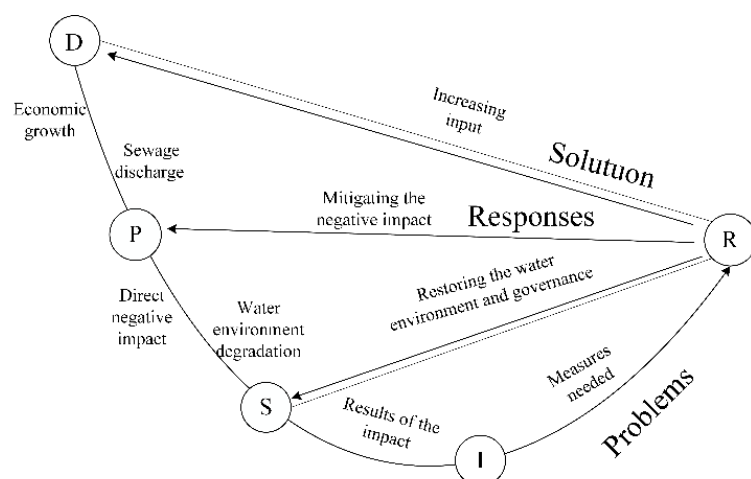 D
Economic
growth
Sewage
discharge
Increasing
input
Solutuon
Mitigating the
negative impact
Responses
P
R
Direct
negative
impact
Water
environment
degradation
Restoring the water
environment and governance
S
Results of the
impact
I
Measures
needed
Problems